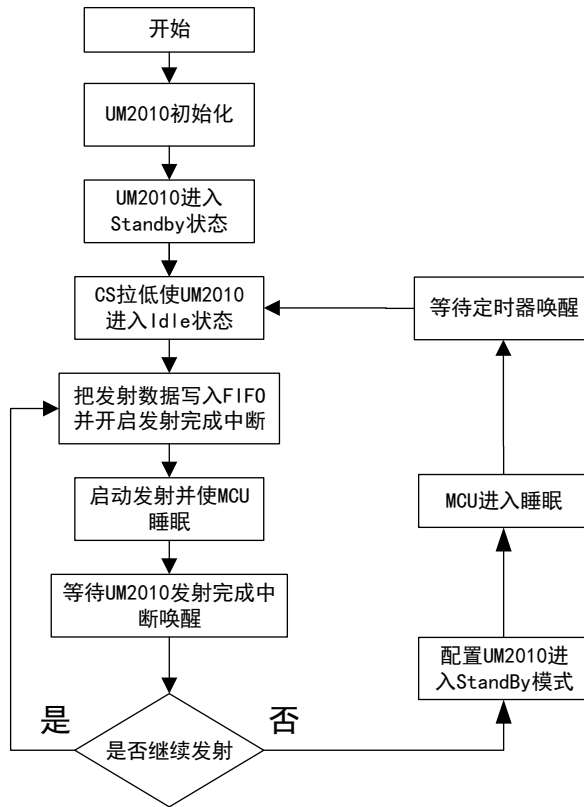 开始
UM2010初始化
UM2010进入
Standby状态
CS拉低使UM2010
进入Idle状态
等待定时器唤醒
把发射数据写入FIFO
并开启发射完成中断
启动发射并使MCU
睡眠
MCU进入睡眠
等待UM2010发射完成中
断唤醒
配置UM2010进
入StandBy模式
是
否
是否继续发射